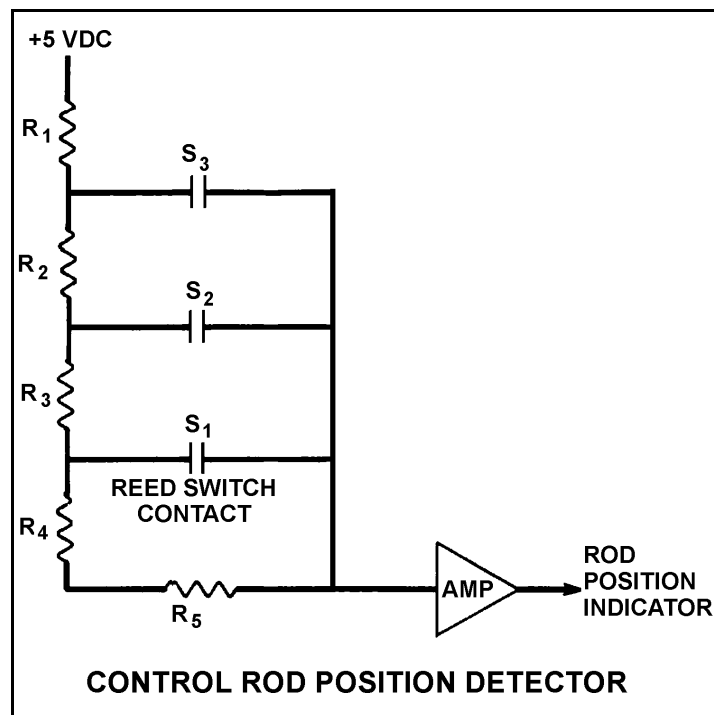 +5 VDC
R1
S3
R2
S2
R3
S1
REED SWITCH
CONTACT
R4
R5
AMP
ROD
POSITION
INDICATOR
CONTROL ROD POSITION DETECTOR